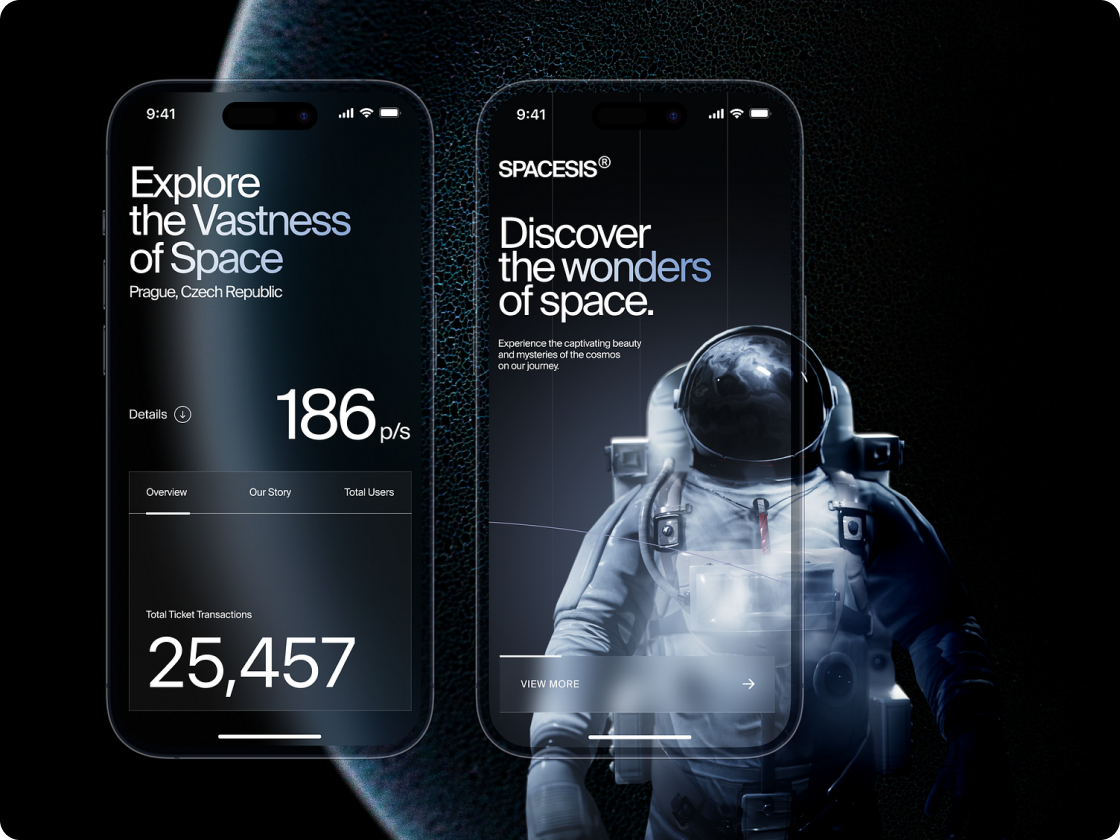 9:41
Explore
the Vastness
of Space
Prague, Czech Republic
Details
186 p/s
Overview
Our Story
Total Users
Total Ticket Transactions
25,457
9:41
SPACESIS®
Discover
the wonders
of space.
Experience the captivating beauty
and mysteries of the cosmos
on our journey.
VIEW MORE